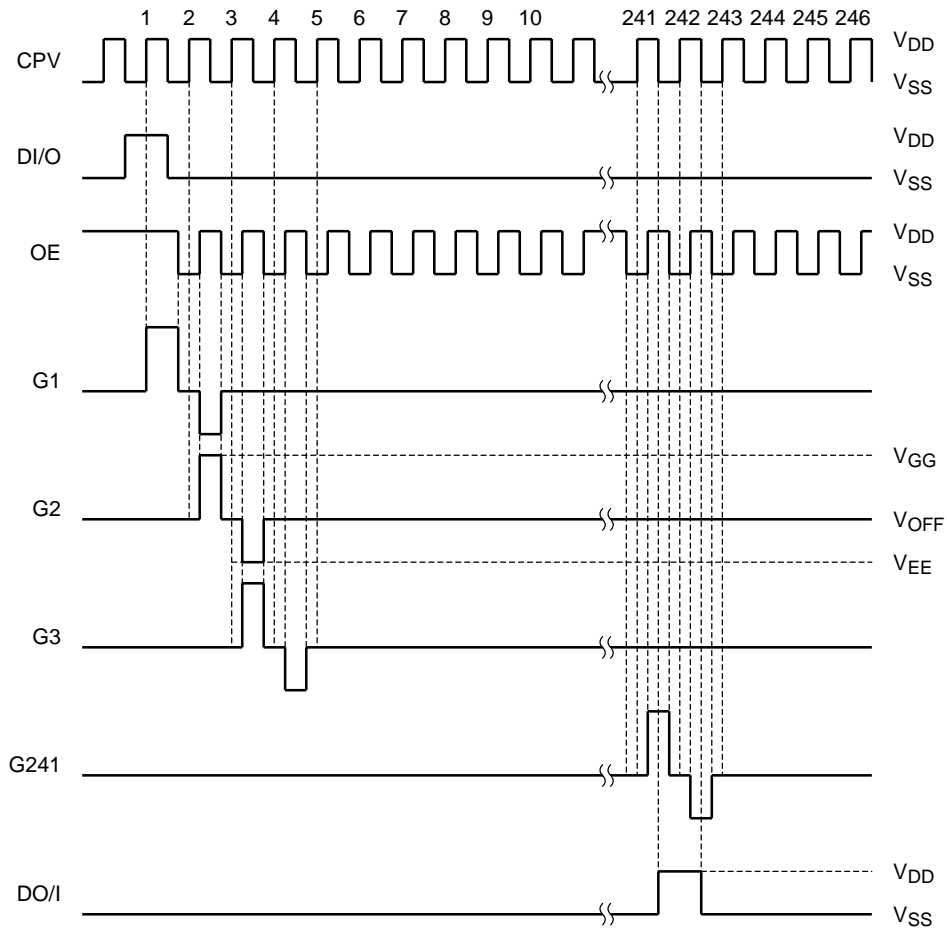 1 2 3 4 5 6 7 8 9 10 241 242 243 244 245 246
CPV VDD
VSS
DI/O VDD
VSS
OE VDD
VSS
G1
VGG
G2 VOFF
VEE
G3
G241
VDD
DO/I VSS